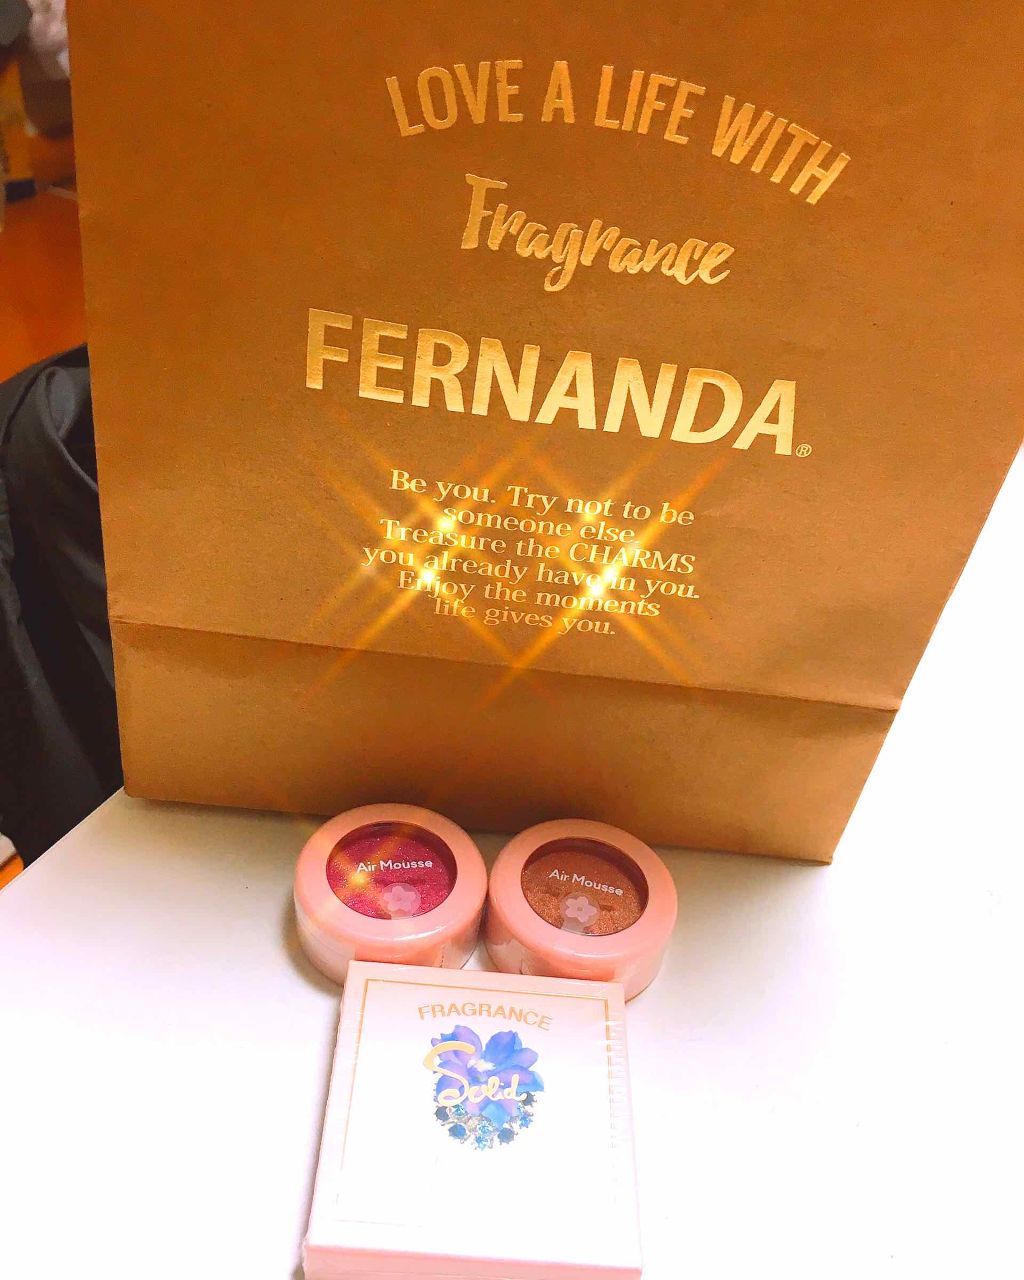 LOVE A LIFE WITH
Fragrance
FERNANDA®
Be you. Try not to be
someone else.
Treasure the CHARMS
you already have in you.
Enjoy the moments
life gives you.
Air Mousse
Air Mousse
FRAGRANCE
Solid